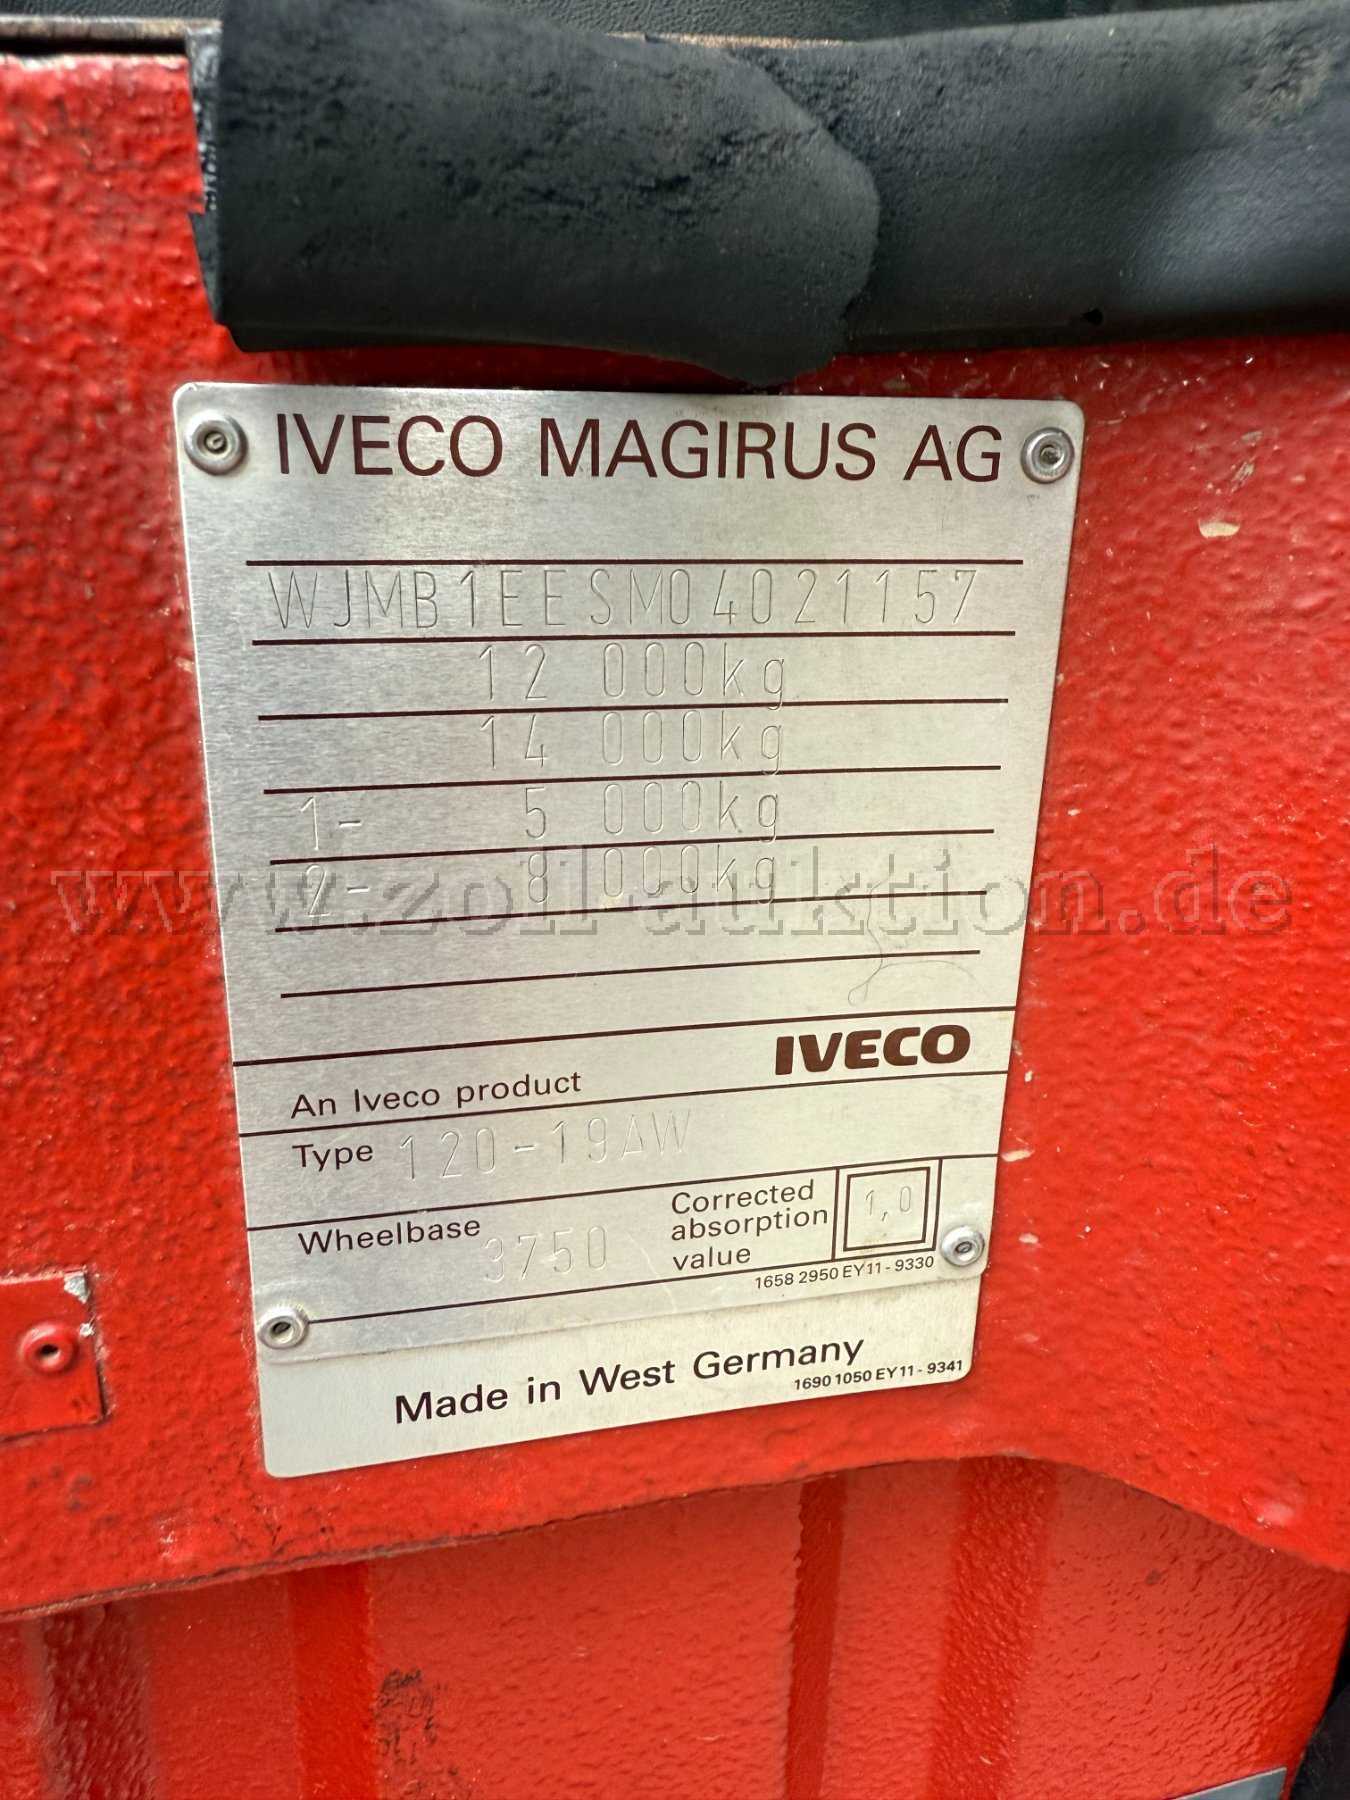 IVECO MAGIRUS AG
WJMB1EESM04021157
12 000kg
14 000kg
1- 5 000kg
2- 8 000kg
www.zoll-auktion.de
IVECO
An Iveco product
Type 120-19AW
Wheelbase 3750
Corrected
absorption
value
1,0
1658 2950 EY11-9330
Made in West Germany
1690 1050 EY11-9341